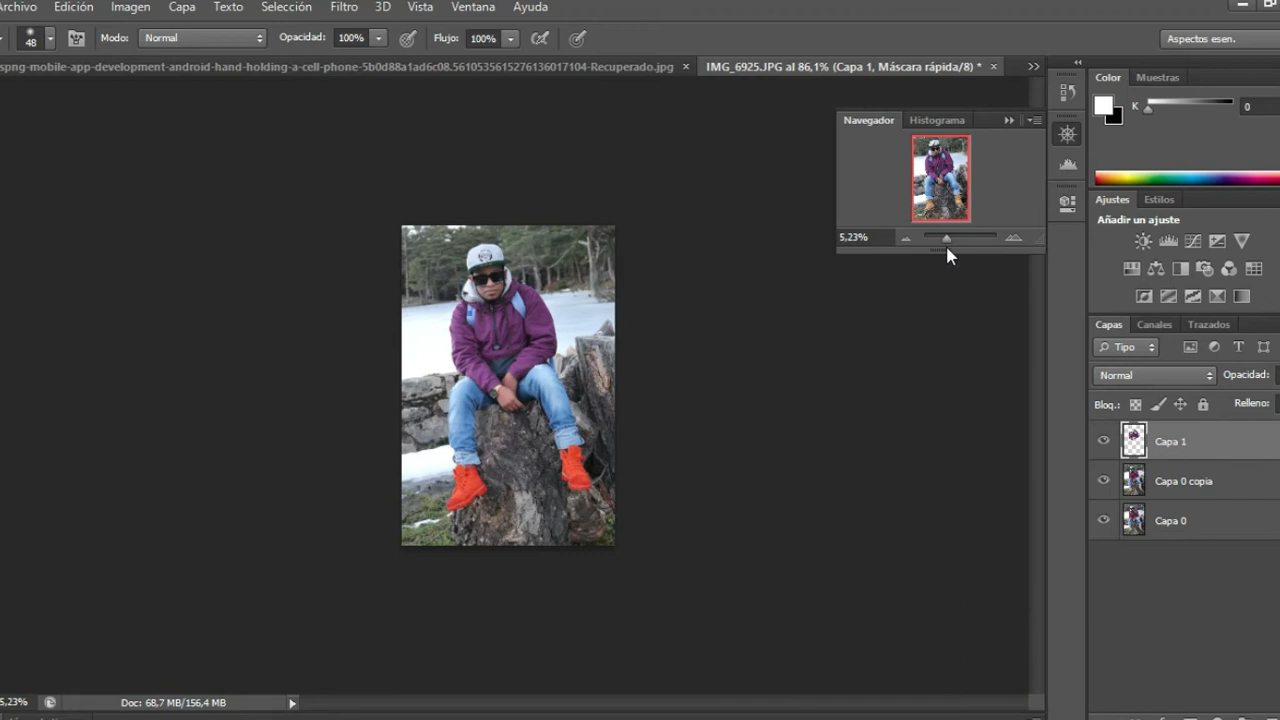 Archivo Edición Imagen Capa Texto Selección Filtro 3D Vista Ventana Ayuda
48 Modo: Normal Opacidad: 100% Flujo: 100% Aspectos esen.
spng-mobile-app-development-android-hand-holding-a-cell-phone-5b0d88a1ad6c08.5610535615276136017104-Recuperado.jpg × IMG_6925.JPG al 86,1% (Capa 1, Máscara rápida/8) * ×
Color Muestras
K 0
Navegador Histograma
5,23%
Ajustes Estilos
Añadir un ajuste
Capas Canales Trazados
Tipo
Normal Opacidad:
Bloq.: Relleno:
Capa 1
Capa 0 copia
Capa 0
5,23% Doc: 68,7 MB/156,4 MB